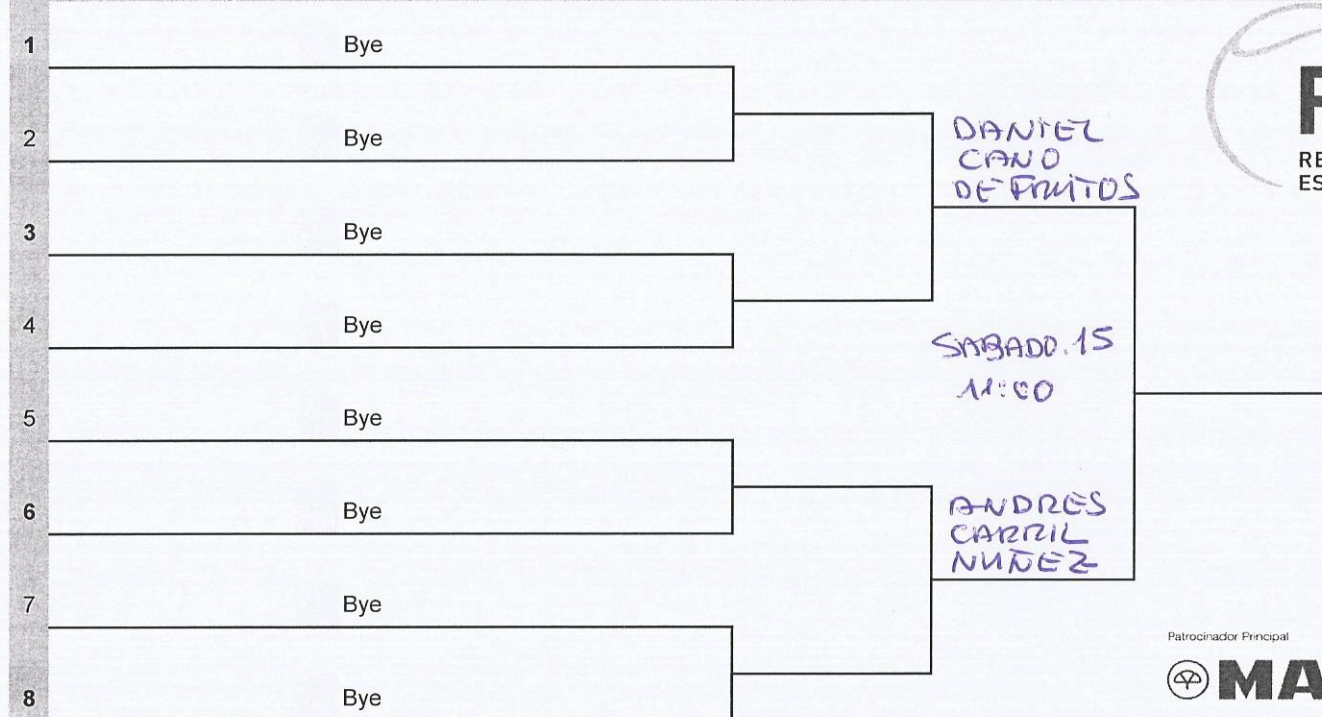 1 Bye
2 Bye
DANIEL
CANO
DE FRUTOS
RE
ES
3 Bye
4 Bye
SABADO. 15
11:00
5 Bye
6 Bye
ANDRES
CARRIL
NUÑEZ
7 Bye
Patrocinador Principal
MA
8 Bye